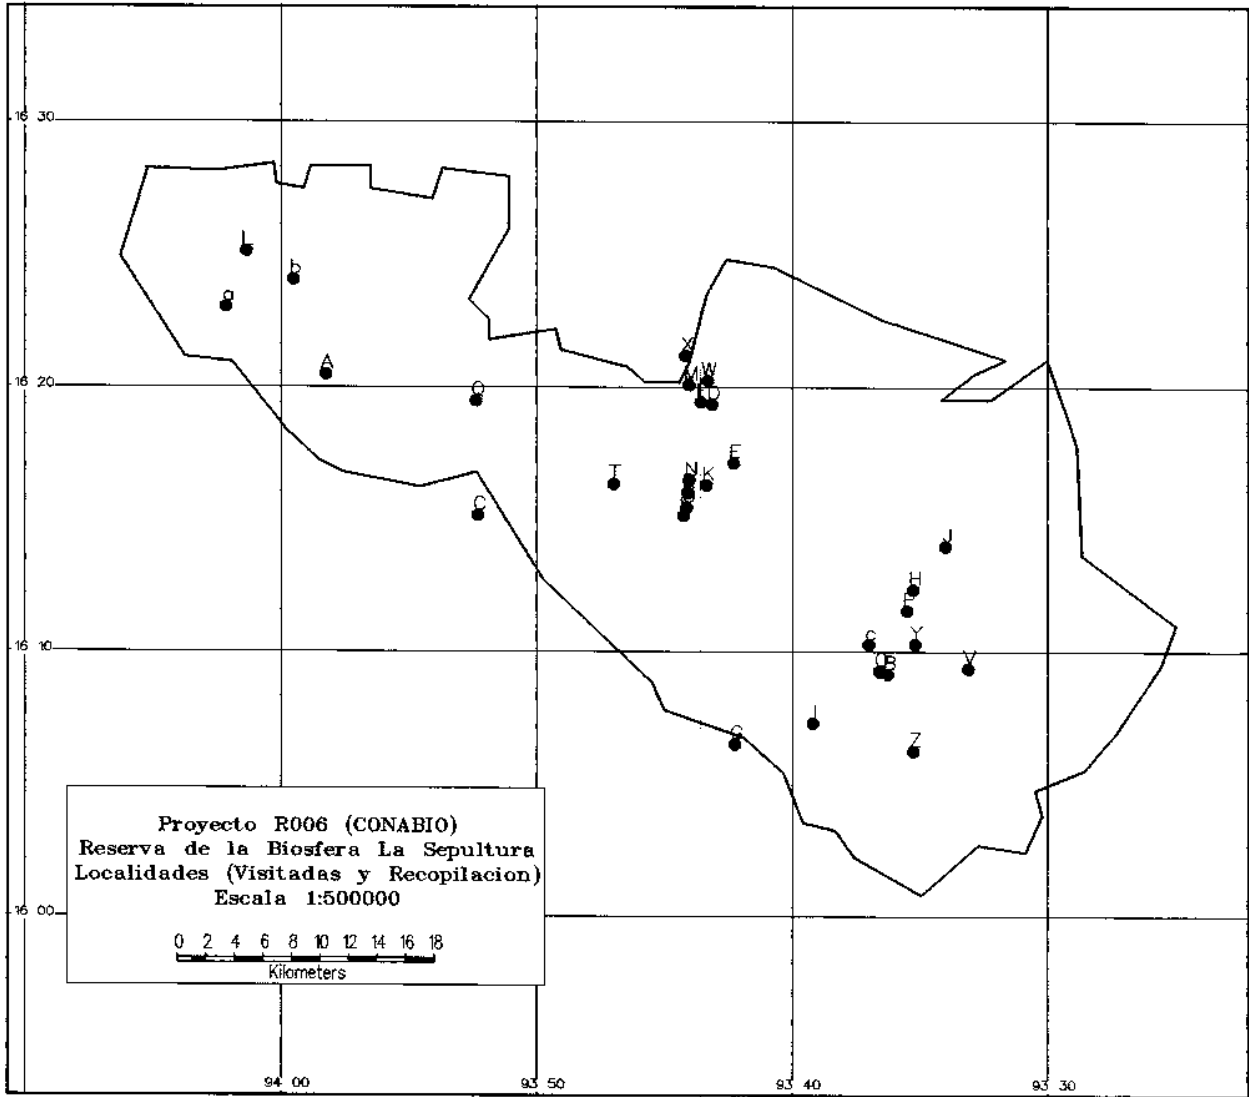 16 30
L
b
a
A
X
W
M
16 20
O
D
E
T
N
K
C
J
H
P
c
Y
16 10
Q B
V
I
G
Z
Proyecto R006 (CONABIO)
Reserva de la Biosfera La Sepultura
Localidades (Visitadas y Recopilacion)
Escala 1:500000
16 00
0 2 4 6 8 10 12 14 16 18
Kilometers
94 00
93 50
93 40
93 30